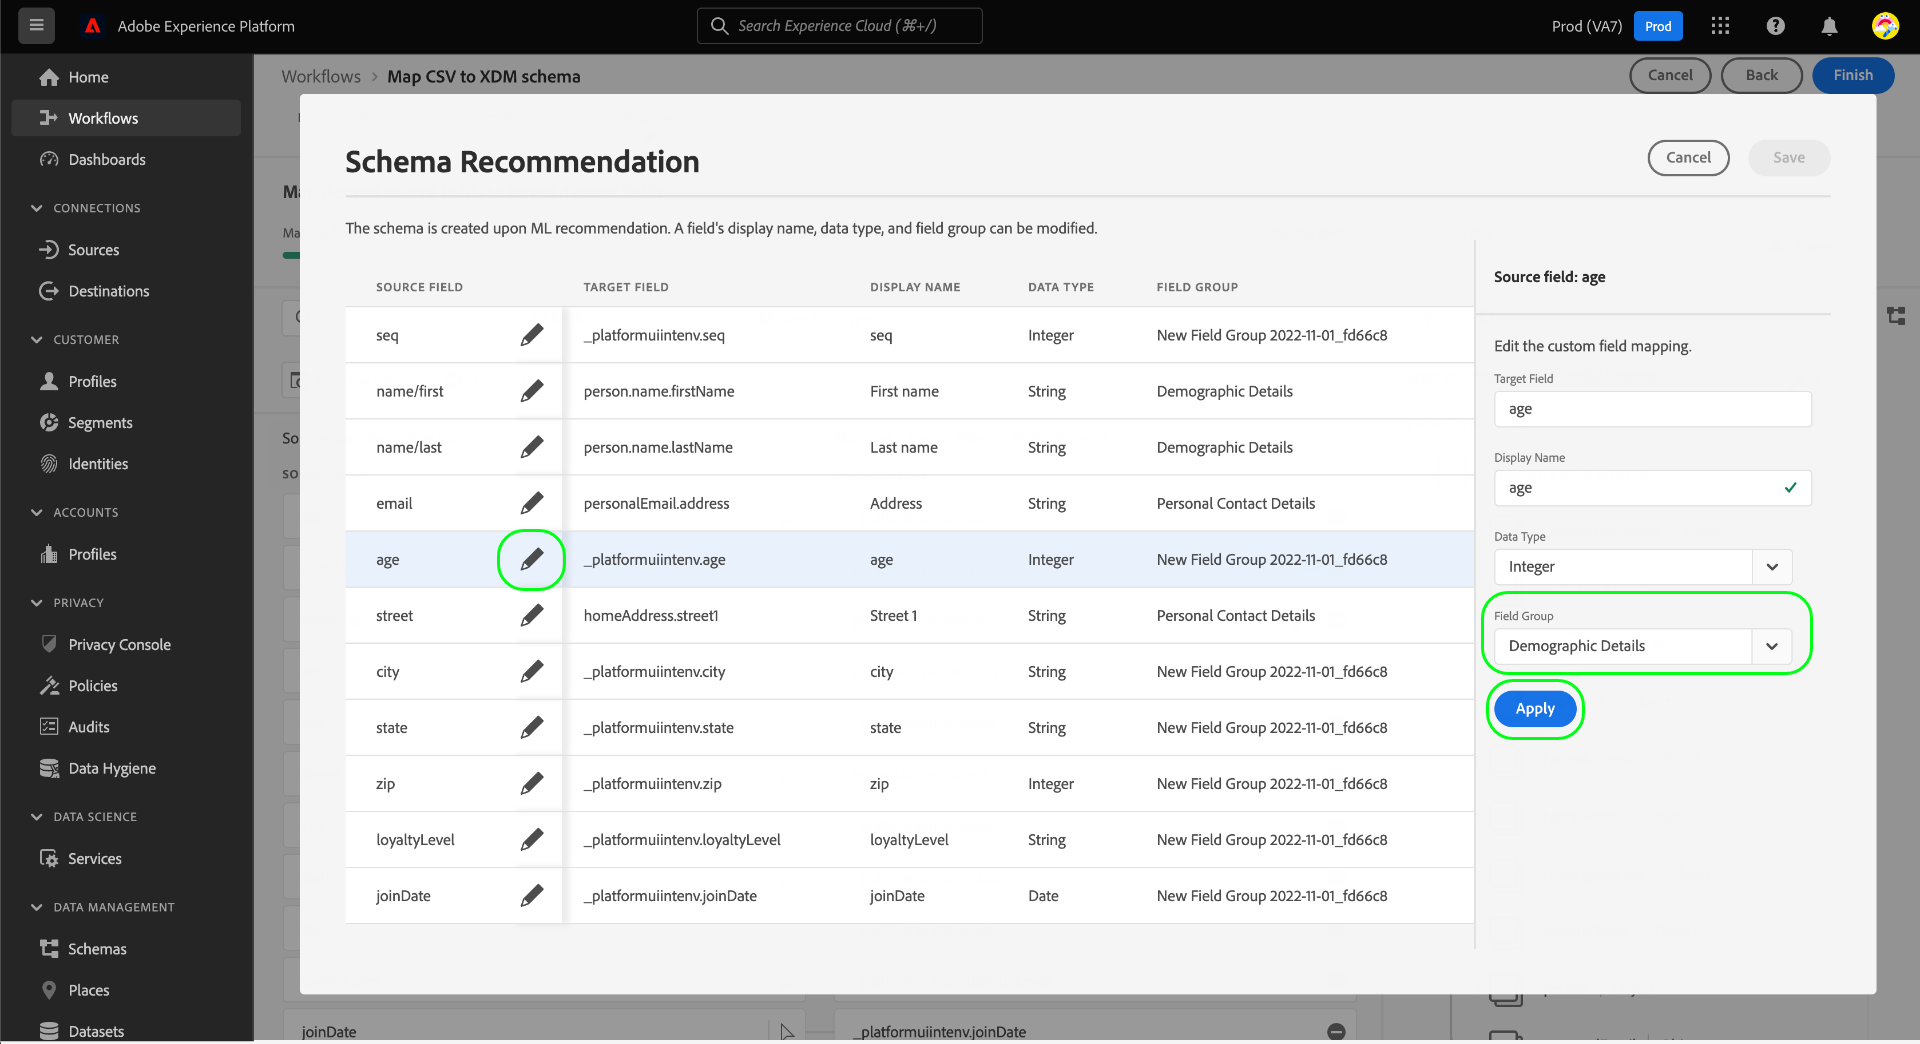 Adobe Experience Platform
Search Experience Cloud (⌘+/)
Prod (VA7)
Prod
Home
Workflows
Dashboards
CONNECTIONS
Sources
Destinations
CUSTOMER
Profiles
Segments
Identities
ACCOUNTS
Profiles
PRIVACY
Privacy Console
Policies
Audits
Data Hygiene
DATA SCIENCE
Services
DATA MANAGEMENT
Schemas
Places
Datasets
Workflows > Map CSV to XDM schema
Cancel
Back
Finish
Schema Recommendation
Cancel
Save
The schema is created upon ML recommendation. A field's display name, data type, and field group can be modified.
SOURCE FIELD TARGET FIELD DISPLAY NAME DATA TYPE FIELD GROUP
seq _platformuiintenv.seq seq Integer New Field Group 2022-11-01_fd66c8
name/first person.name.firstName First name String Demographic Details
name/last person.name.lastName Last name String Demographic Details
email personalEmail.address Address String Personal Contact Details
age _platformuiintenv.age age Integer New Field Group 2022-11-01_fd66c8
street homeAddress.street1 Street 1 String Personal Contact Details
city _platformuiintenv.city city String New Field Group 2022-11-01_fd66c8
state _platformuiintenv.state state String New Field Group 2022-11-01_fd66c8
zip _platformuiintenv.zip zip Integer New Field Group 2022-11-01_fd66c8
loyaltyLevel _platformuiintenv.loyaltyLevel loyaltyLevel String New Field Group 2022-11-01_fd66c8
joinDate _platformuiintenv.joinDate joinDate Date New Field Group 2022-11-01_fd66c8
Source field: age
Edit the custom field mapping.
Target Field
age
Display Name
age
Data Type
Integer
Field Group
Demographic Details
Apply
joinDate
_platformuiintenv.joinDate